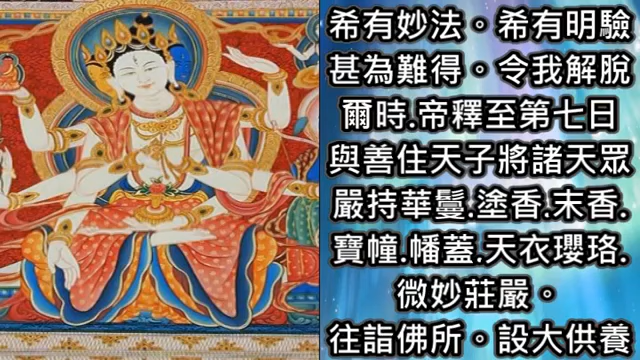 希有妙法。希有明驗
甚為難得。令我解脫
爾時.帝釋至第七日
與善住天子將諸天眾
嚴持華鬘.塗香.末香.
寶幢.幡蓋.天衣瓔珞.
微妙莊嚴。
往詣佛所。設大供養